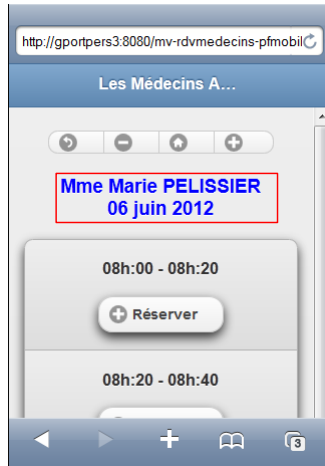 http://gportpers3:8080/mv-rdvmedecins-pfmobil
Les Médecins A...
Mme Marie PELISSIER
06 juin 2012
08h:00 - 08h:20
Réserver
08h:20 - 08h:40
3